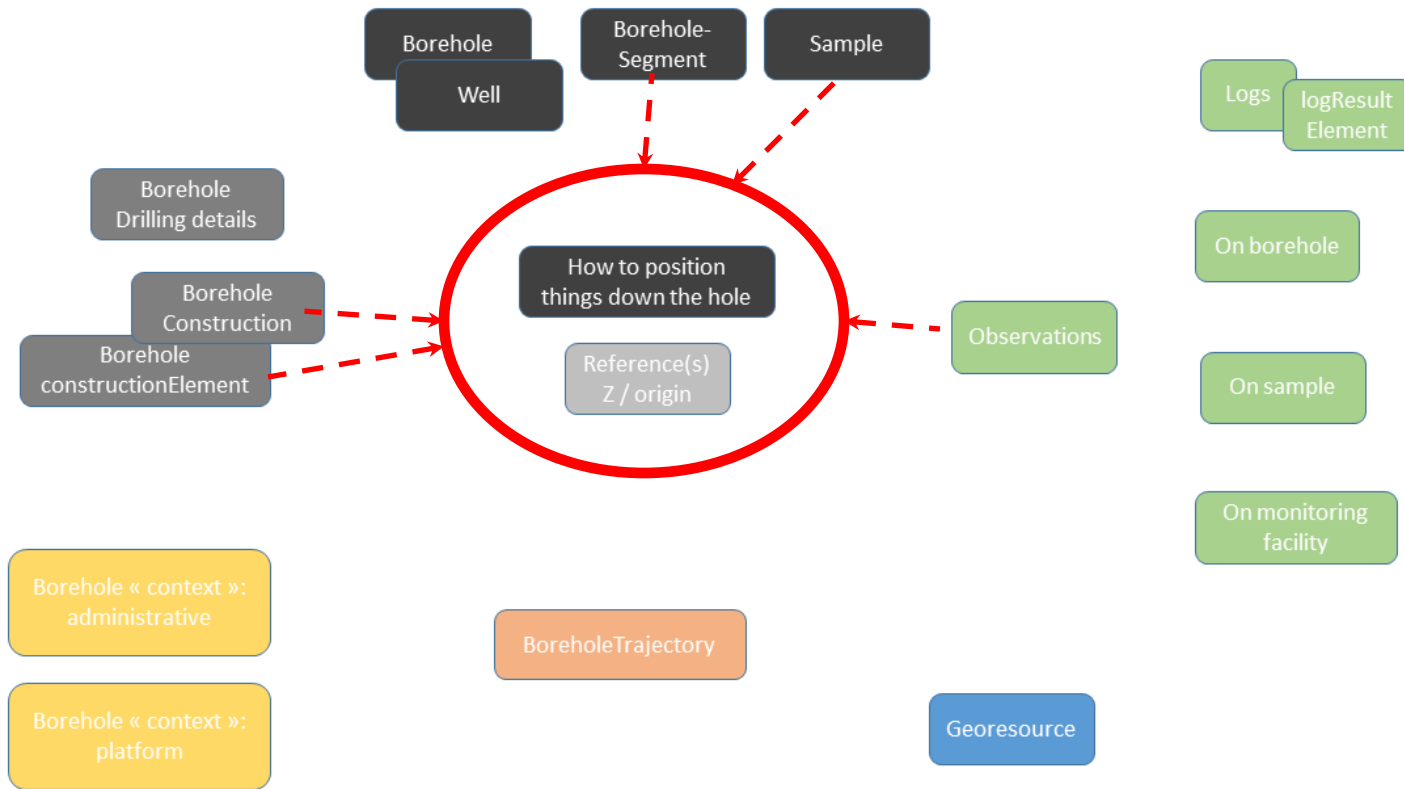 Borehole
Well
Borehole-
Segment
Sample
Logs
logResult
Element
Borehole
Drilling details
On borehole
How to position
things down the hole
Borehole
Construction
Observations
Borehole
constructionElement
Reference(s)
Z / origin
On sample
On monitoring
facility
Borehole « context »:
administrative
BoreholeTrajectory
Borehole « context »:
platform
Georesource